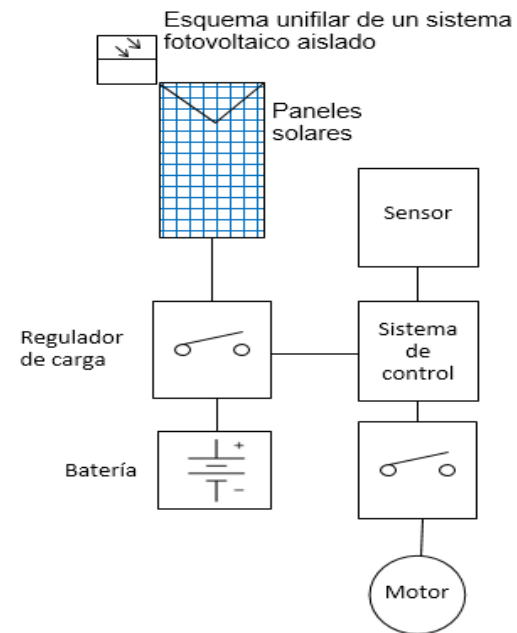 Esquema unifilar de un sistema
fotovoltaico aislado
Paneles
solares
Sensor
Regulador
de carga
Sistema
de
control
Batería
+
−
Motor